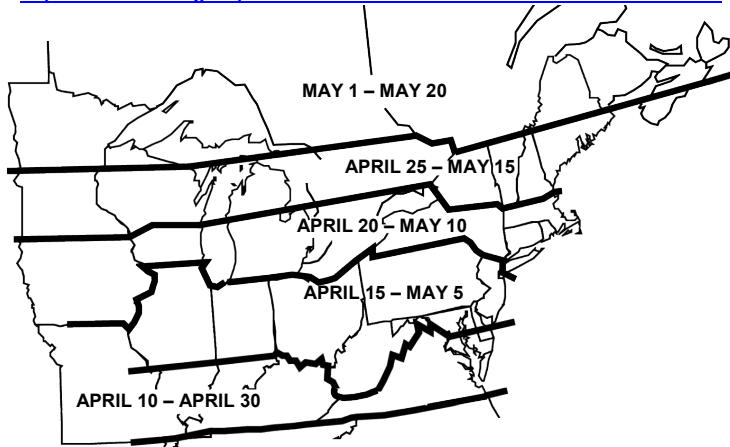 MAY 1 – MAY 20
APRIL 25 – MAY 15
APRIL 20 – MAY 10
APRIL 15 – MAY 5
APRIL 10 – APRIL 30